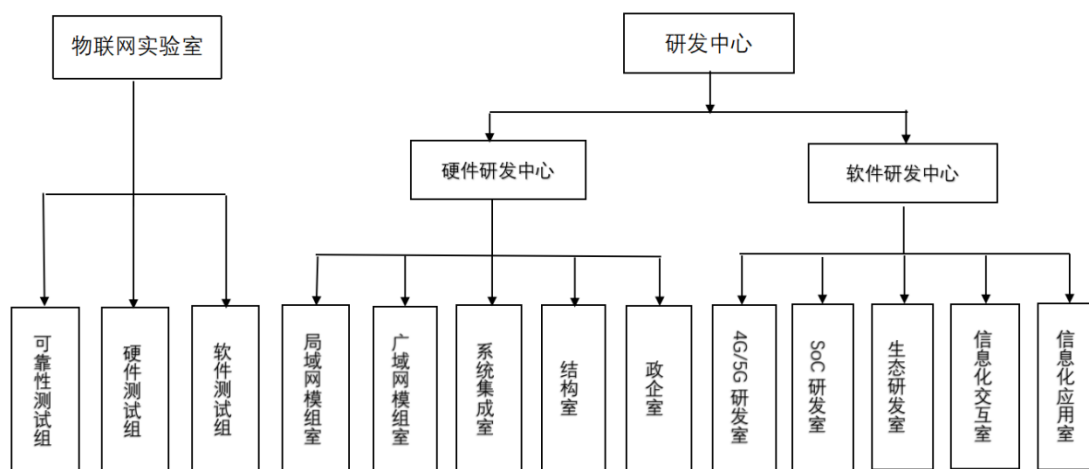 物联网实验室
研发中心
硬件研发中心
软件研发中心
可靠性测试组
硬件测试组
软件测试组
局域网模组室
广域网模组室
系统集成室
结构室
政企室
4G/5G 研发室
SoC 研发室
生态研发室
信息化交互室
信息化应用室